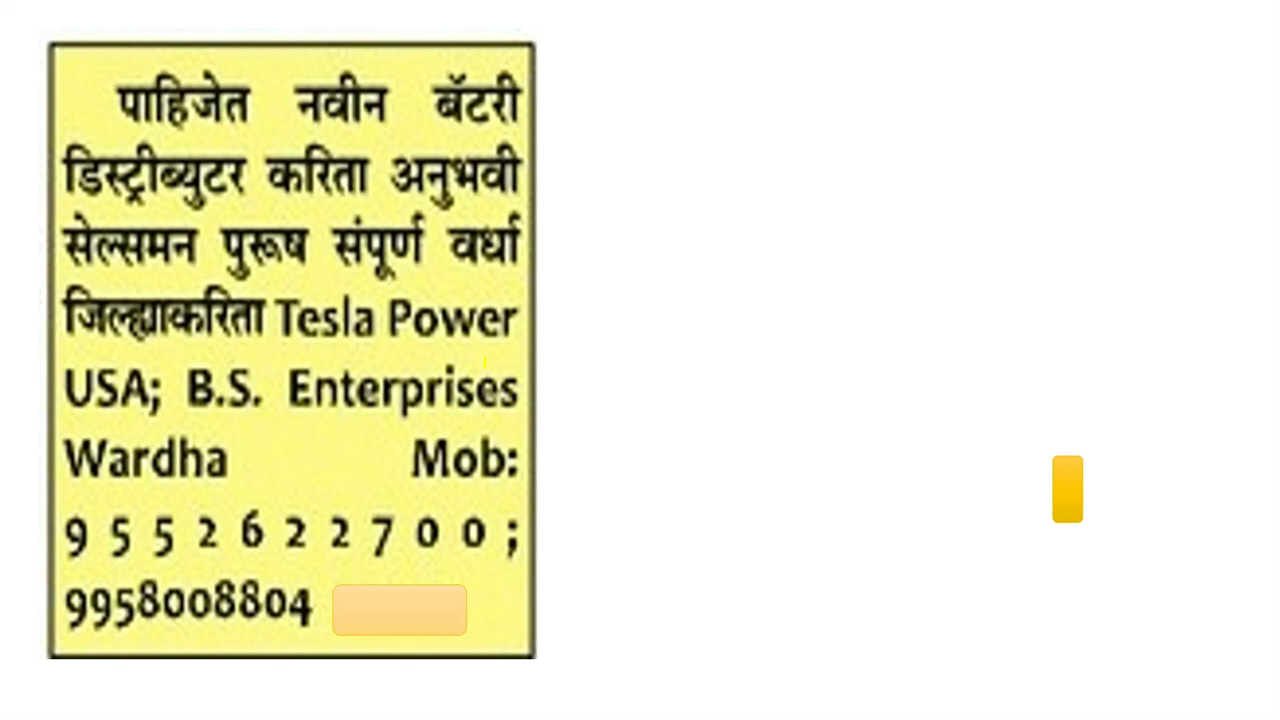 पाहिजेत नवीन बॅटरी
डिस्ट्रीब्युटर करिता अनुभवी
सेल्समन पुरूष संपूर्ण वर्धा
जिल्ह्याकरिता Tesla Power
USA; B.S. Enterprises
Wardha Mob:
9552622700;
9958008804